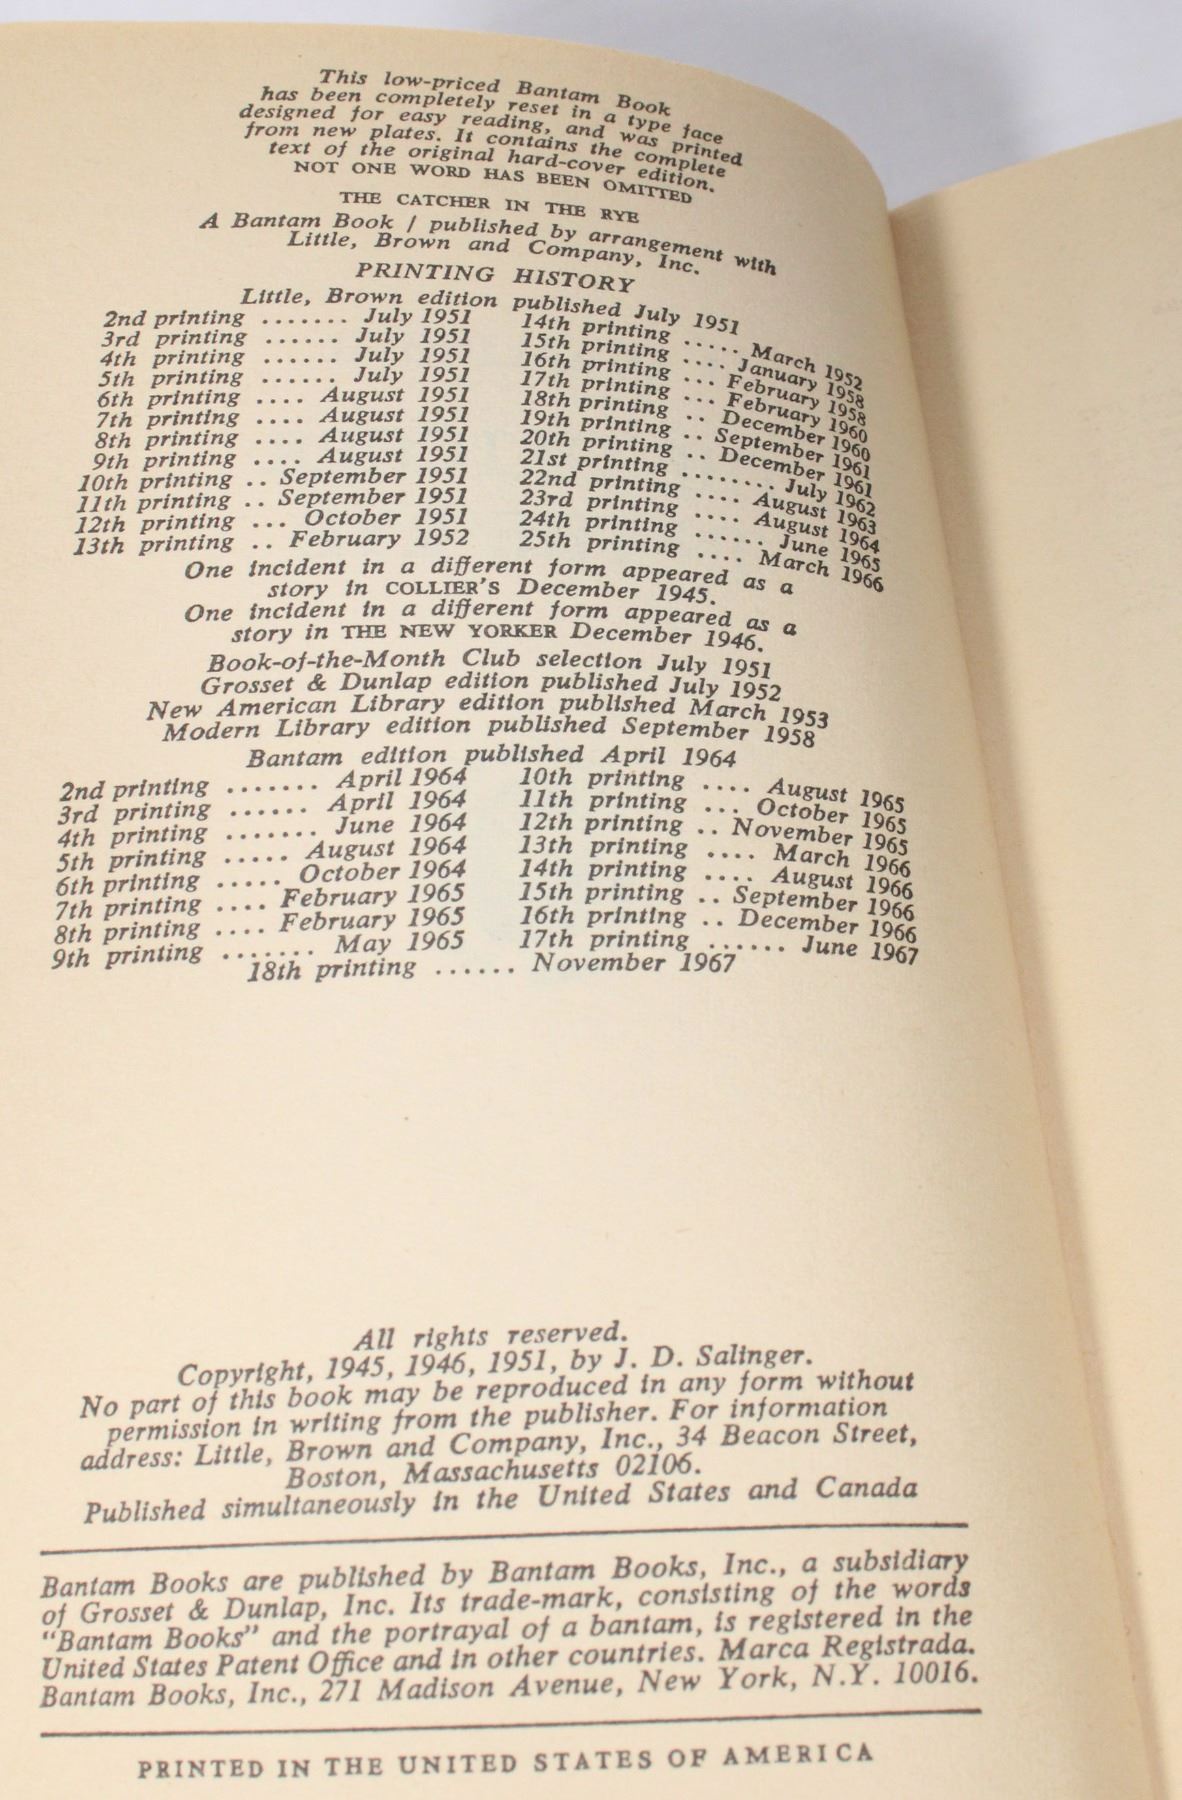 This low-priced Bantam Book
has been completely reset in a type face
designed for easy reading, and was printed
from new plates. It contains the complete
text of the original hard-cover edition.
NOT ONE WORD HAS BEEN OMITTED
THE CATCHER IN THE RYE
A Bantam Book / published by arrangement with
Little, Brown and Company, Inc.
PRINTING HISTORY
Little, Brown edition published July 1951
2nd printing ....... July 1951
3rd printing ...... July 1951
4th printing ...... July 1951
5th printing ...... July 1951
6th printing .... August 1951
7th printing .... August 1951
8th printing .... August 1951
9th printing .... August 1951
10th printing .. September 1951
11th printing .. September 1951
12th printing ... October 1951
13th printing .. February 1952
14th printing ..... March 1952
15th printing .... January 1958
16th printing ... February 1958
17th printing ... February 1960
18th printing .. December 1960
19th printing .. September 1961
20th printing .. December 1961
21st printing ........ July 1962
22nd printing .... August 1963
23rd printing .... August 1964
24th printing ...... June 1965
25th printing .... March 1966
One incident in a different form appeared as a
story in COLLIER'S December 1945.
One incident in a different form appeared as a
story in THE NEW YORKER December 1946.
Book-of-the-Month Club selection July 1951
Grosset & Dunlap edition published July 1952
New American Library edition published March 1953
Modern Library edition published September 1958
Bantam edition published April 1964
2nd printing ....... April 1964
3rd printing ...... April 1964
4th printing ....... June 1964
5th printing ..... August 1964
6th printing ..... October 1964
7th printing .... February 1965
8th printing .... February 1965
9th printing ....... May 1965
10th printing .... August 1965
11th printing ... October 1965
12th printing .. November 1965
13th printing .... March 1966
14th printing .... August 1966
15th printing .. September 1966
16th printing .. December 1966
17th printing ...... June 1967
18th printing ...... November 1967
All rights reserved.
Copyright, 1945, 1946, 1951, by J. D. Salinger.
No part of this book may be reproduced in any form without
permission in writing from the publisher. For information
address: Little, Brown and Company, Inc., 34 Beacon Street,
Boston, Massachusetts 02106.
Published simultaneously in the United States and Canada
Bantam Books are published by Bantam Books, Inc., a subsidiary
of Grosset & Dunlap, Inc. Its trade-mark, consisting of the words
"Bantam Books" and the portrayal of a bantam, is registered in the
United States Patent Office and in other countries. Marca Registrada.
Bantam Books, Inc., 271 Madison Avenue, New York, N.Y. 10016.
PRINTED IN THE UNITED STATES OF AMERICA